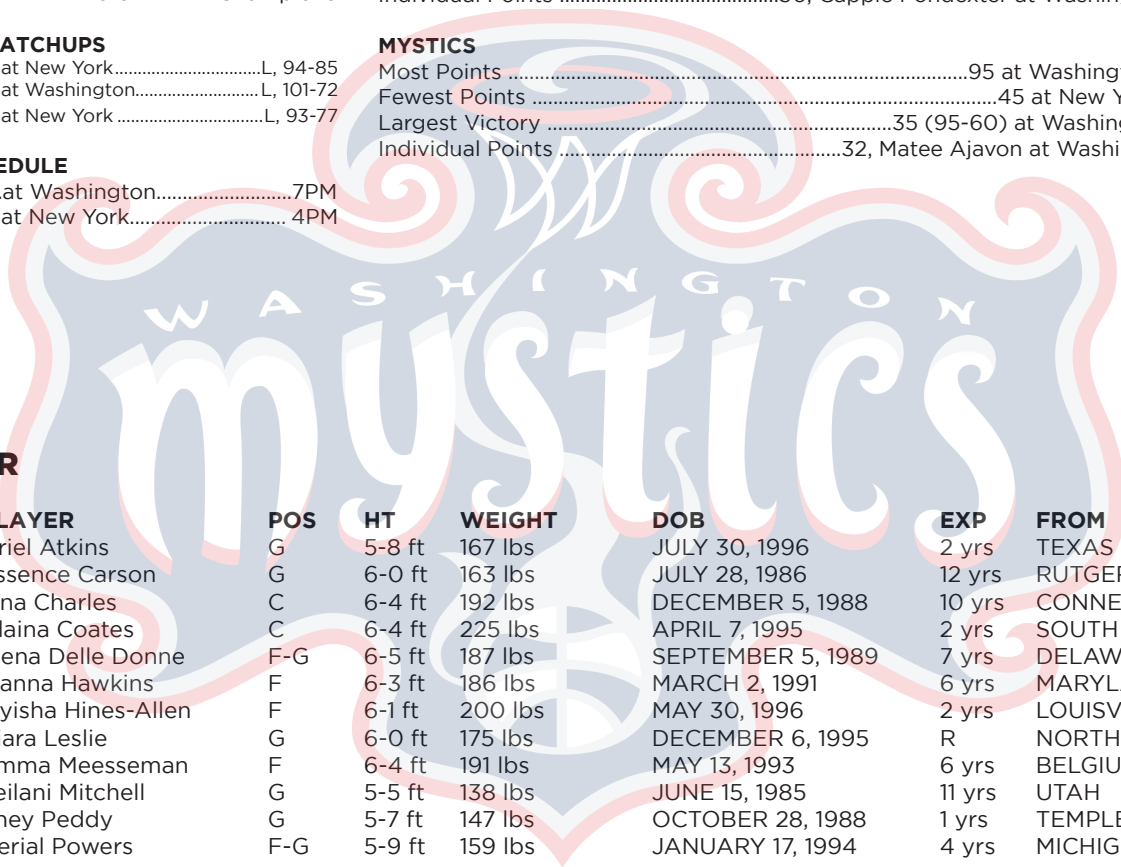 Individual Points ..................................................30, Cappie Pondexter at Washing
ATCHUPS
at New York................................L, 94-85
at Washington...........................L, 101-72
at New York ................................L, 93-77
EDULE
.at Washington..............................7PM
at New York.................................. 4PM
MYSTICS
Most Points ..........................................................................................95 at Washingt
Fewest Points ..........................................................................................45 at New Y
Largest Victory ..................................................................35 (95-60) at Washing
Individual Points .....................................................32, Matee Ajavon at Washi
WASHINGTON
mystics
R
LAYER POS HT WEIGHT DOB EXP FROM
riel Atkins G 5-8 ft 167 lbs JULY 30, 1996 2 yrs TEXAS
ssence Carson G 6-0 ft 163 lbs JULY 28, 1986 12 yrs RUTGER
na Charles C 6-4 ft 192 lbs DECEMBER 5, 1988 10 yrs CONNE
laina Coates C 6-4 ft 225 lbs APRIL 7, 1995 2 yrs SOUTH
ena Delle Donne F-G 6-5 ft 187 lbs SEPTEMBER 5, 1989 7 yrs DELAW
anna Hawkins F 6-3 ft 186 lbs MARCH 2, 1991 6 yrs MARYLA
yisha Hines-Allen F 6-1 ft 200 lbs MAY 30, 1996 2 yrs LOUISV
iara Leslie G 6-0 ft 175 lbs DECEMBER 6, 1995 R NORTH
mma Meesseman F 6-4 ft 191 lbs MAY 13, 1993 6 yrs BELGIU
eilani Mitchell G 5-5 ft 138 lbs JUNE 15, 1985 11 yrs UTAH
ney Peddy G 5-7 ft 147 lbs OCTOBER 28, 1988 1 yrs TEMPLE
erial Powers F-G 5-9 ft 159 lbs JANUARY 17, 1994 4 yrs MICHIG